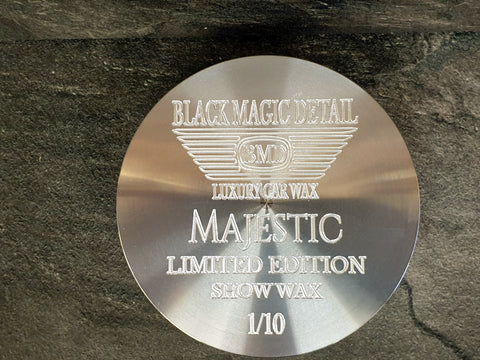 BLACK MAGIC DETAIL
BMD
LUXURY CAR WAX
MAJESTIC
LIMITED EDITION
SHOW WAX
1/10